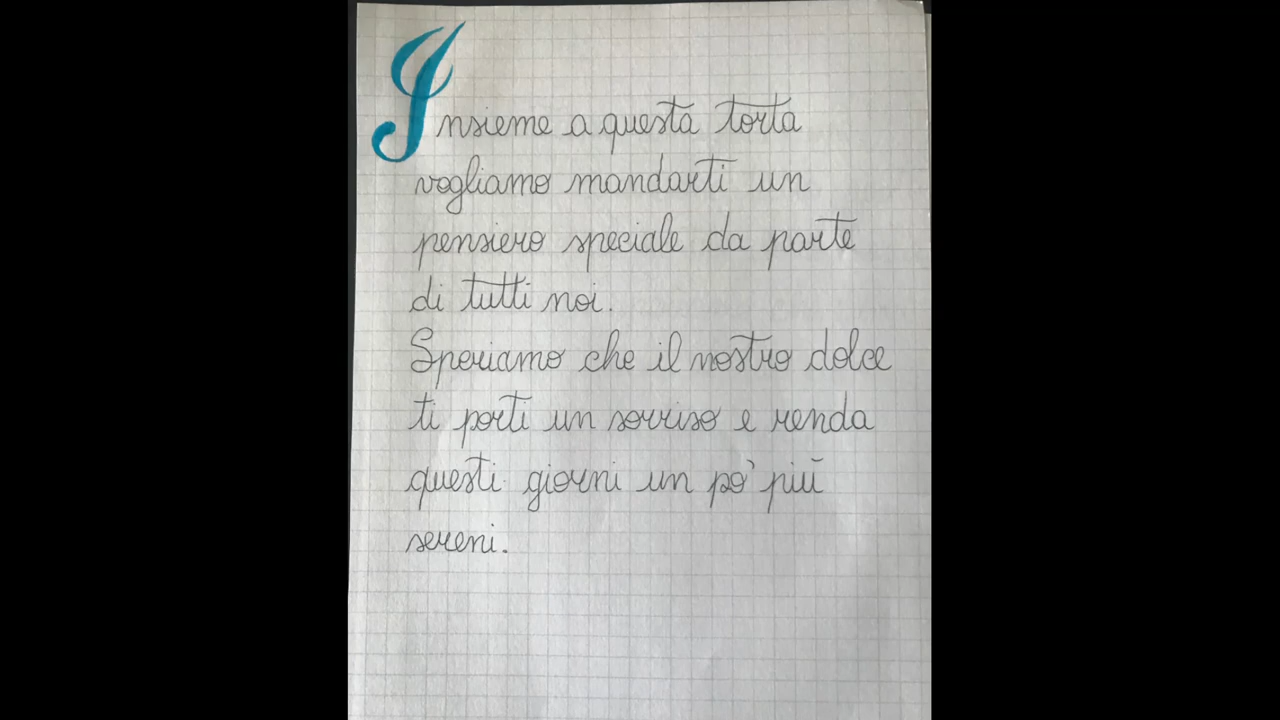 Insieme a questa torta
vogliamo mandarti un
pensiero speciale da parte
di tutti noi.
Speriamo che il nostro dolce
ti porti un sorriso e renda
questi giorni un po' più
sereni.